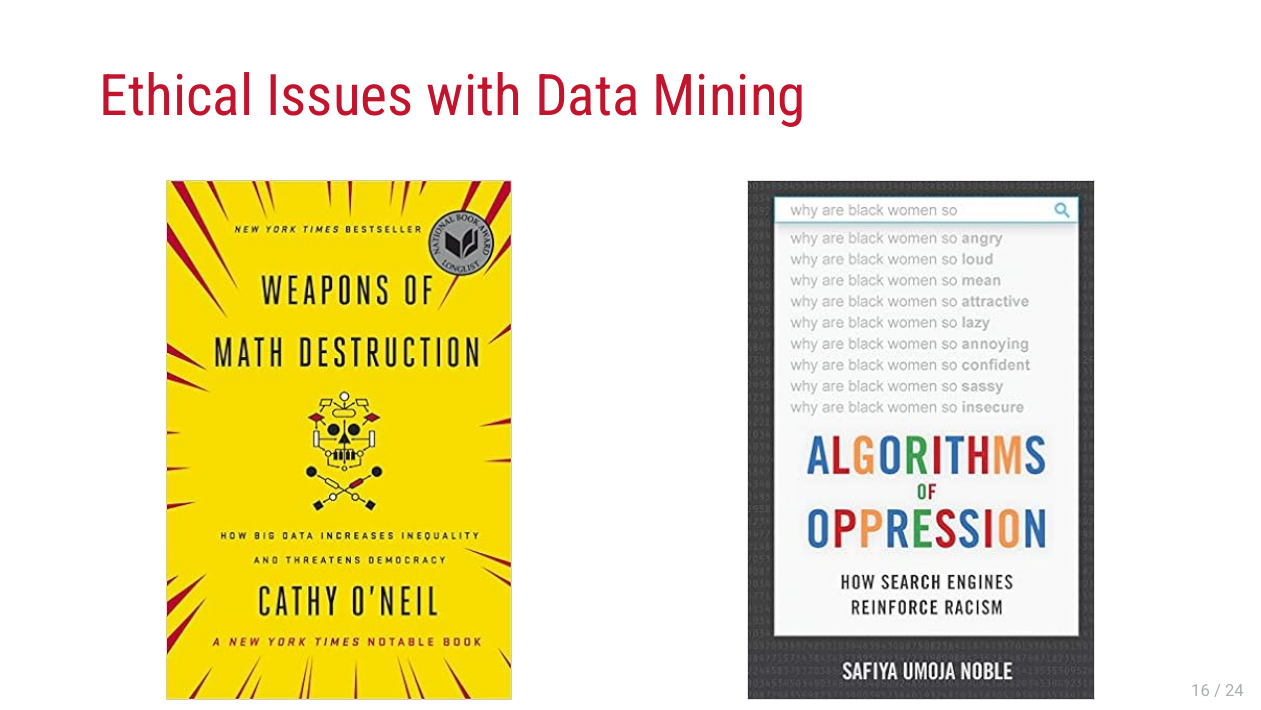 Ethical Issues with Data Mining
NEW YORK TIMES BESTSELLER
NATIONAL BOOK AWARD
LONGLIST
WEAPONS OF
MATH DESTRUCTION
HOW BIG DATA INCREASES INEQUALITY
AND THREATENS DEMOCRACY
CATHY O'NEIL
A NEW YORK TIMES NOTABLE BOOK
why are black women so
why are black women so angry
why are black women so loud
why are black women so mean
why are black women so attractive
why are black women so lazy
why are black women so annoying
why are black women so confident
why are black women so sassy
why are black women so insecure
ALGORITHMS
OF
OPPRESSION
HOW SEARCH ENGINES
REINFORCE RACISM
SAFIYA UMOJA NOBLE
16 / 24